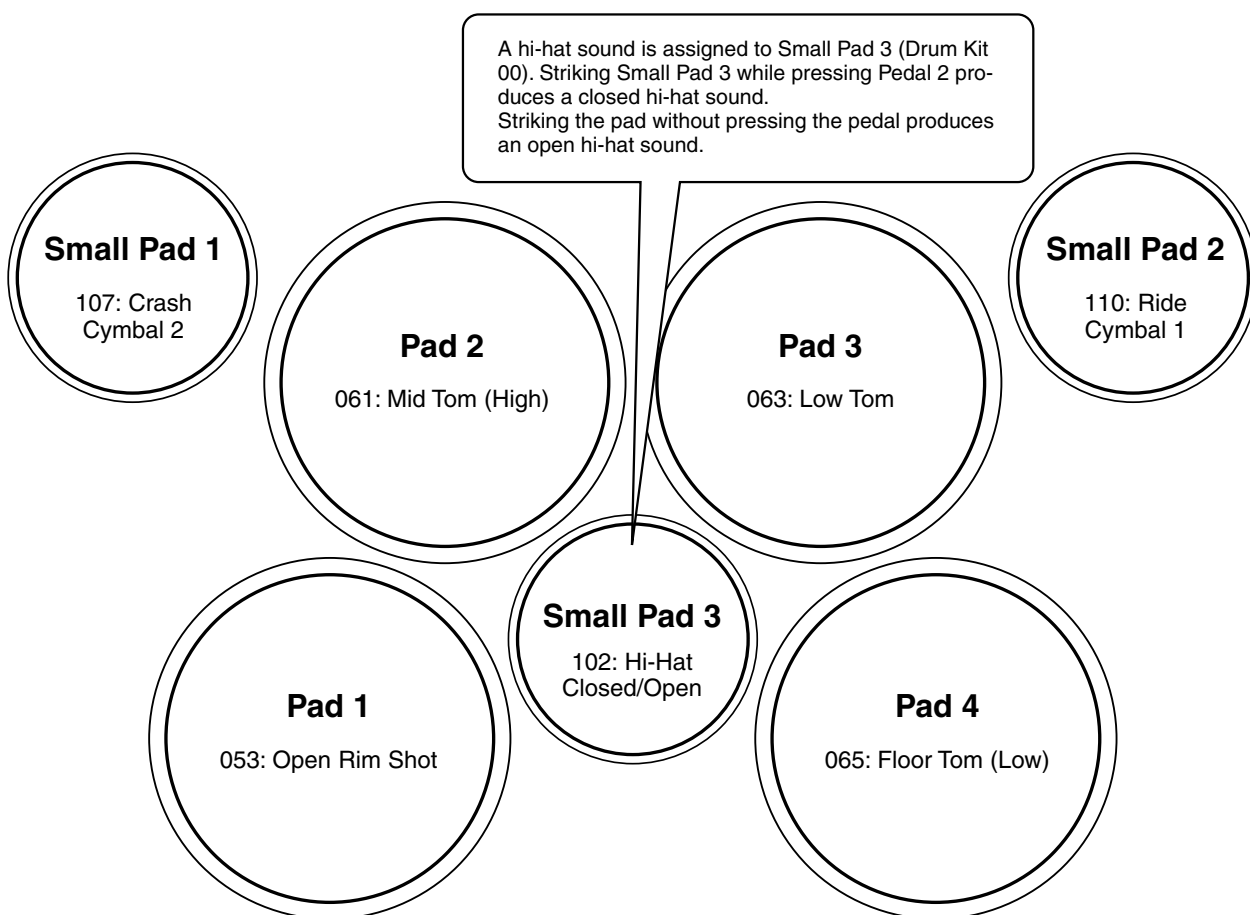 A hi-hat sound is assigned to Small Pad 3 (Drum Kit
00). Striking Small Pad 3 while pressing Pedal 2 pro-
duces a closed hi-hat sound.
Striking the pad without pressing the pedal produces
an open hi-hat sound.
Small Pad 1
107: Crash
Cymbal 2
Small Pad 2
110: Ride
Cymbal 1
Pad 2
061: Mid Tom (High)
Pad 3
063: Low Tom
Small Pad 3
102: Hi-Hat
Closed/Open
Pad 1
053: Open Rim Shot
Pad 4
065: Floor Tom (Low)